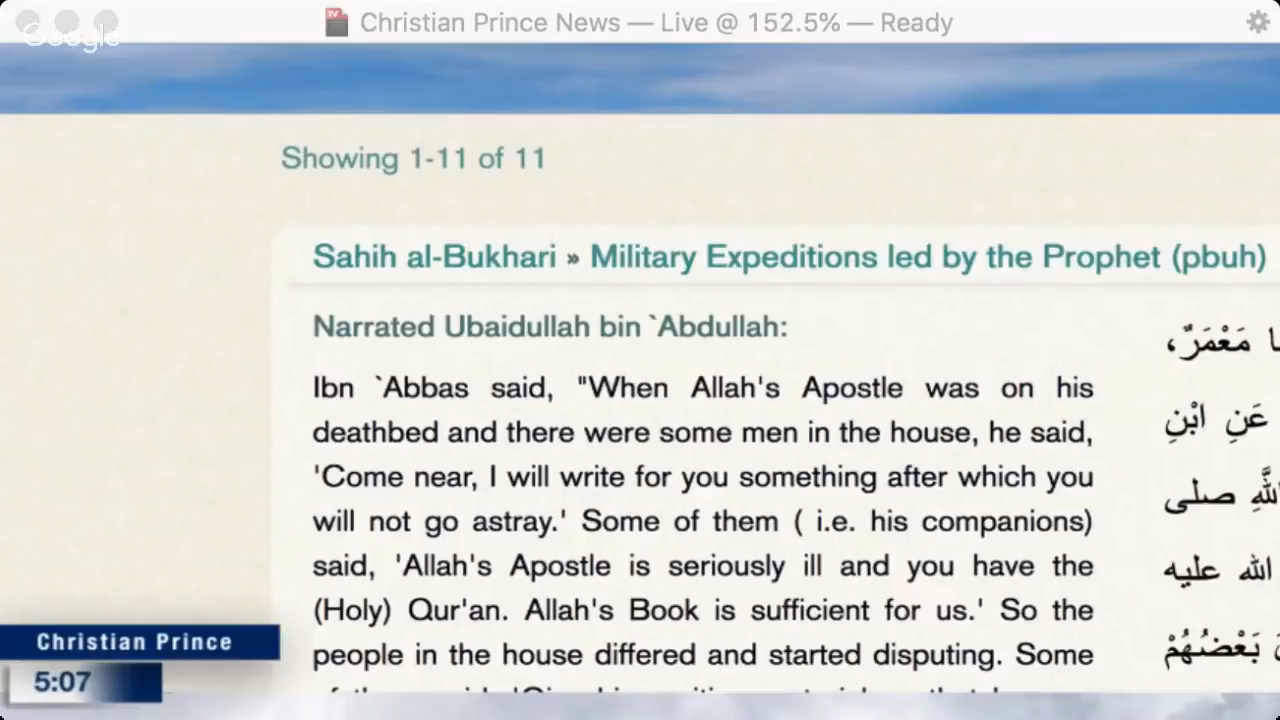 Google
TV Christian Prince News — Live @ 152.5% — Ready
Showing 1-11 of 11
Sahih al-Bukhari » Military Expeditions led by the Prophet (pbuh)
Narrated Ubaidullah bin `Abdullah:
Ibn `Abbas said, "When Allah's Apostle was on his
deathbed and there were some men in the house, he said,
'Come near, I will write for you something after which you
will not go astray.' Some of them ( i.e. his companions)
said, 'Allah's Apostle is seriously ill and you have the
(Holy) Qur'an. Allah's Book is sufficient for us.' So the
people in the house differed and started disputing. Some
مَعْمَرٌ،
عَنِ ابْنِ
اللَّهِ صلى
الله عليه
بَعْضُهُمْ
Christian Prince
5:07